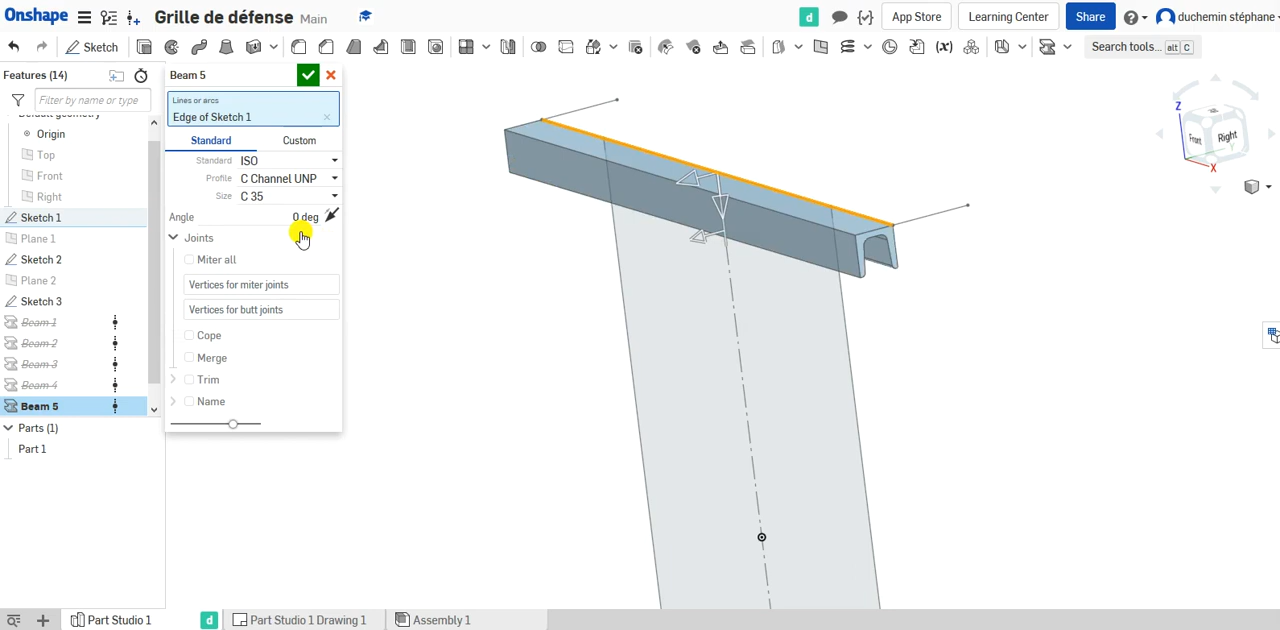 Onshape Grille de défense Main d App Store Learning Center Share duchemin stéphane
Sketch Search tools... alt C
Features (14)
Filter by name or type
Default geometry
Origin
Top
Front
Right
Sketch 1
Plane 1
Sketch 2
Plane 2
Sketch 3
Beam 1
Beam 2
Beam 3
Beam 4
Beam 5
Parts (1)
Part 1
Beam 5
Lines or arcs
Edge of Sketch 1
Standard Custom
Standard ISO
Profile C Channel UNP
Size C 35
Angle 0 deg
Joints
Miter all
Vertices for miter joints
Vertices for butt joints
Cope
Merge
Trim
Name
Z
Front Right
Y
X
Part Studio 1 d Part Studio 1 Drawing 1 Assembly 1